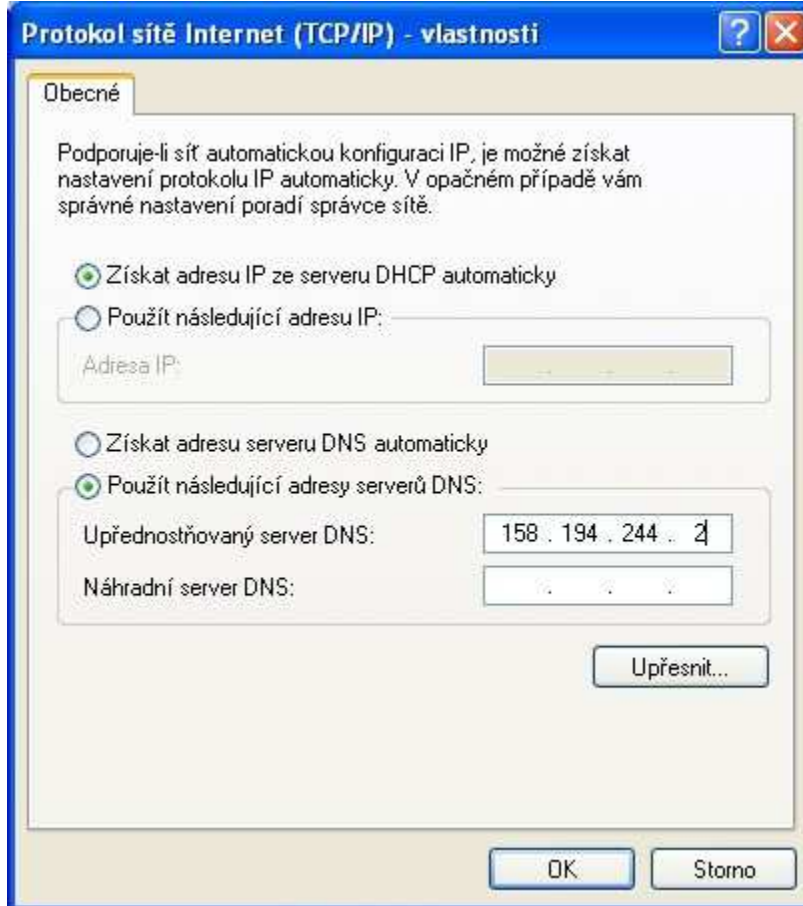 Protokol sítě Internet (TCP/IP) - vlastnosti
Obecné
Podporuje-li síť automatickou konfiguraci IP, je možné získat
nastavení protokolu IP automaticky. V opačném případě vám
správné nastavení poradí správce sítě.
Získat adresu IP ze serveru DHCP automaticky
Použít následující adresu IP:
Adresa IP:
Získat adresu serveru DNS automaticky
Použít následující adresy serverů DNS:
Upřednostňovaný server DNS: 158 . 194 . 244 . 2
Náhradní server DNS: . . .
Upřesnit...
OK Storno